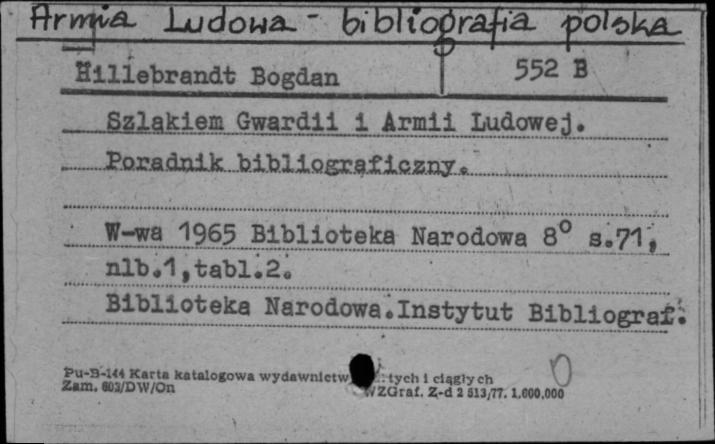 Armia Ludowa - bibliografia polska
Hillebrandt Bogdan 552 B
Szlakiem Gwardii i Armii Ludowej.
Poradnik bibliograficzny.
W-wa 1965 Biblioteka Narodowa 8° s.71,
nlb.1,tabl.2.
Biblioteka Narodowa.Instytut Bibliograf.
Pu-B-144 Karta katalogowa wydawnictw tych i ciągłych
Zam. 603/DW/On WZGraf. Z-d 2 513/77. 1.000.000